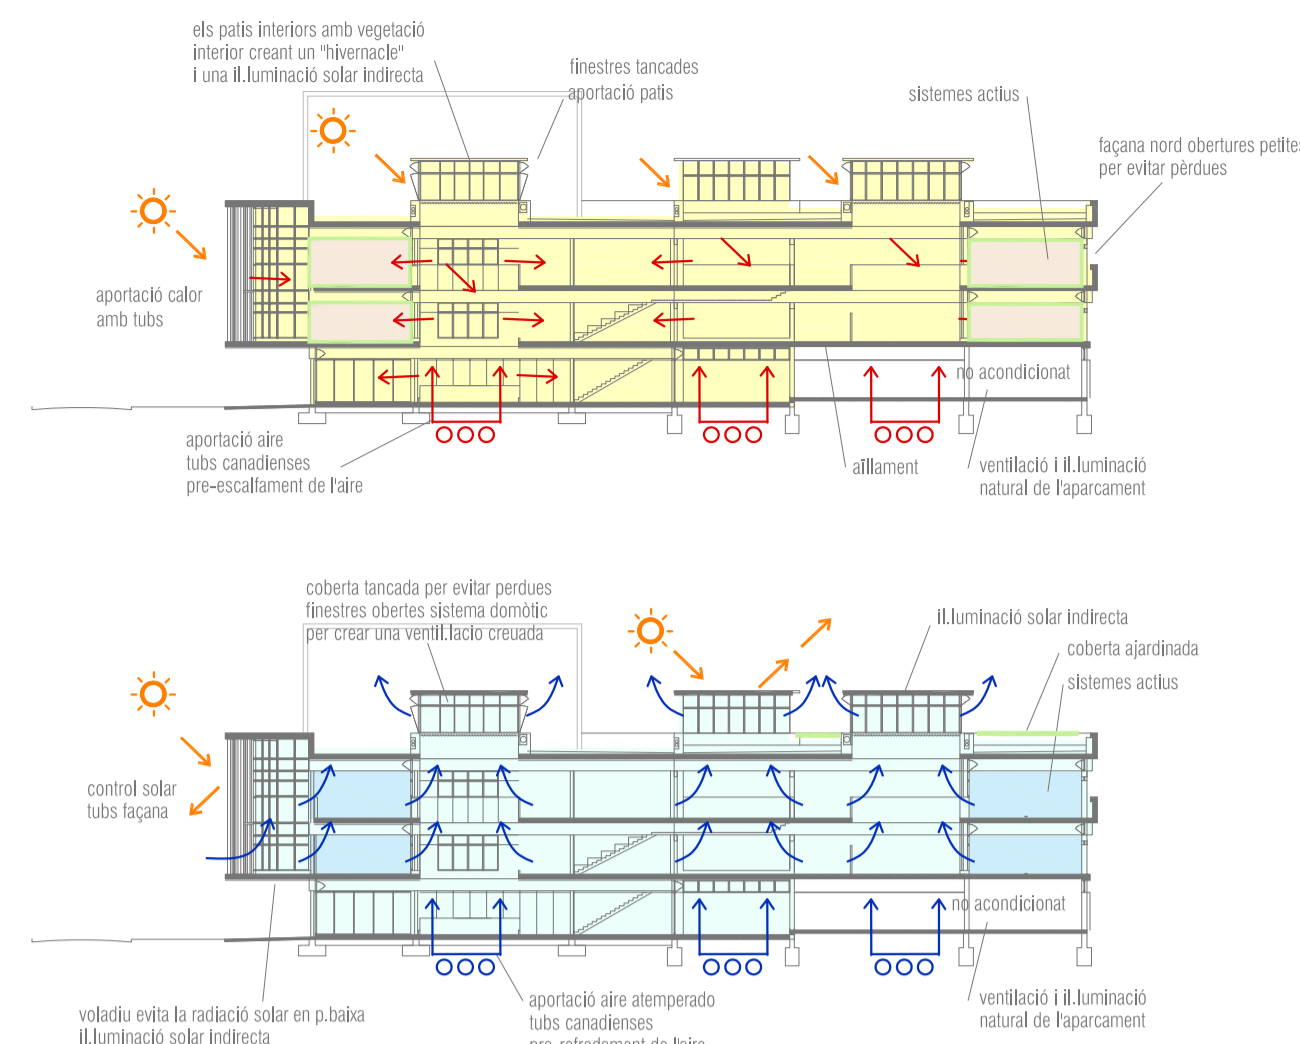 els patis interiors amb vegetació
interior creant un "hivernacle"
i una il.luminació solar indirecta
finestres tancades
aportació patis
sistemes actius
façana nord obertures petites
per evitar pèrdues
aportació calor
amb tubs
no acondicionat
aportació aire
tubs canadienses
pre-escalfament de l'aire
aïllament
ventilació i il.luminació
natural de l'aparcament
coberta tancada per evitar perdues
finestres obertes sistema domòtic
per crear una ventil.lacio creuada
il.luminació solar indirecta
coberta ajardinada
sistemes actius
control solar
tubs façana
no acondicionat
voladiu evita la radiació solar en p.baixa
il.luminació solar indirecta
aportació aire atemperado
tubs canadienses
pre-refredament de l'aire
ventilació i il.luminació
natural de l'aparcament